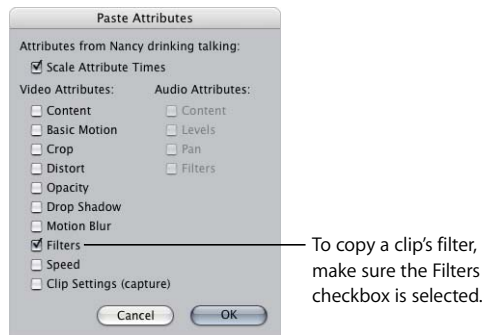 Paste Attributes
Attributes from Nancy drinking talking:
Scale Attribute Times
Video Attributes: Audio Attributes:
Content Content
Basic Motion Levels
Crop Pan
Distort Filters
Opacity
Drop Shadow
Motion Blur
Filters
Speed
Clip Settings (capture)
Cancel OK
To copy a clip's filter,
make sure the Filters
checkbox is selected.